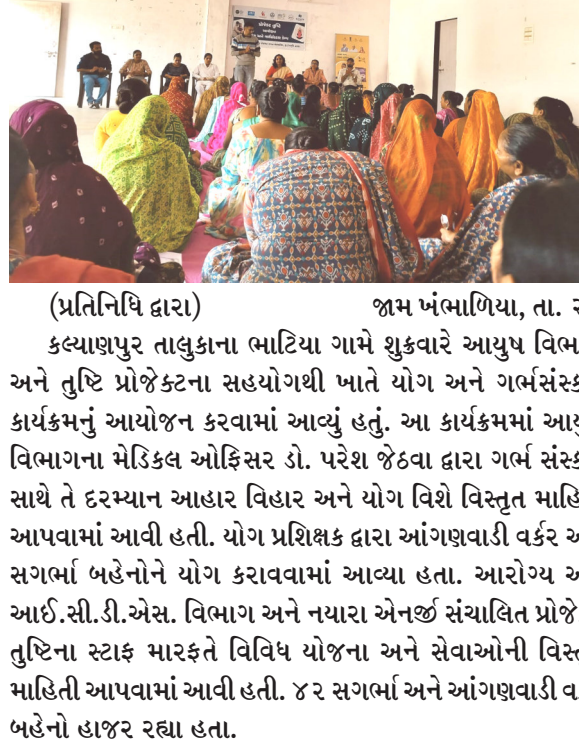 પ્રોજેક્ટ તુષ્ટિ
(પ્રતિનિધિ દ્વારા) જામ ખંભાળિયા, તા.
કલ્યાણપુર તાલુકાના ભાટિયા ગામે શુક્રવારે આયુષ વિભા
અને તુષ્ટિ પ્રોજેક્ટના સહયોગથી ખાતે યોગ અને ગર્ભસંસ્ક
કાર્યક્રમનું આયોજન કરવામાં આવ્યું હતું. આ કાર્યક્રમમાં આયુ
વિભાગના મેડિકલ ઓફિસર ડો. પરેશ જેઠવા દ્વારા ગર્ભ સંસ્ક
સાથે તે દરમ્યાન આહાર વિહાર અને યોગ વિશે વિસ્તૃત માહિ
આપવામાં આવી હતી. યોગ પ્રશિક્ષક દ્વારા આંગણવાડી વર્કર અ
સગર્ભા બહેનોને યોગ કરાવવામાં આવ્યા હતા. આરોગ્ય અ
આઈ.સી.ડી.એસ. વિભાગ અને નયારા એનર્જી સંચાલિત પ્રોજે
તુષ્ટિના સ્ટાફ મારફતે વિવિધ યોજના અને સેવાઓની વિસ્ત
માહિતી આપવામાં આવી હતી. ૪૨ સગર્ભા અને આંગણવાડી વ
બહેનો હાજર રહ્યા હતા.